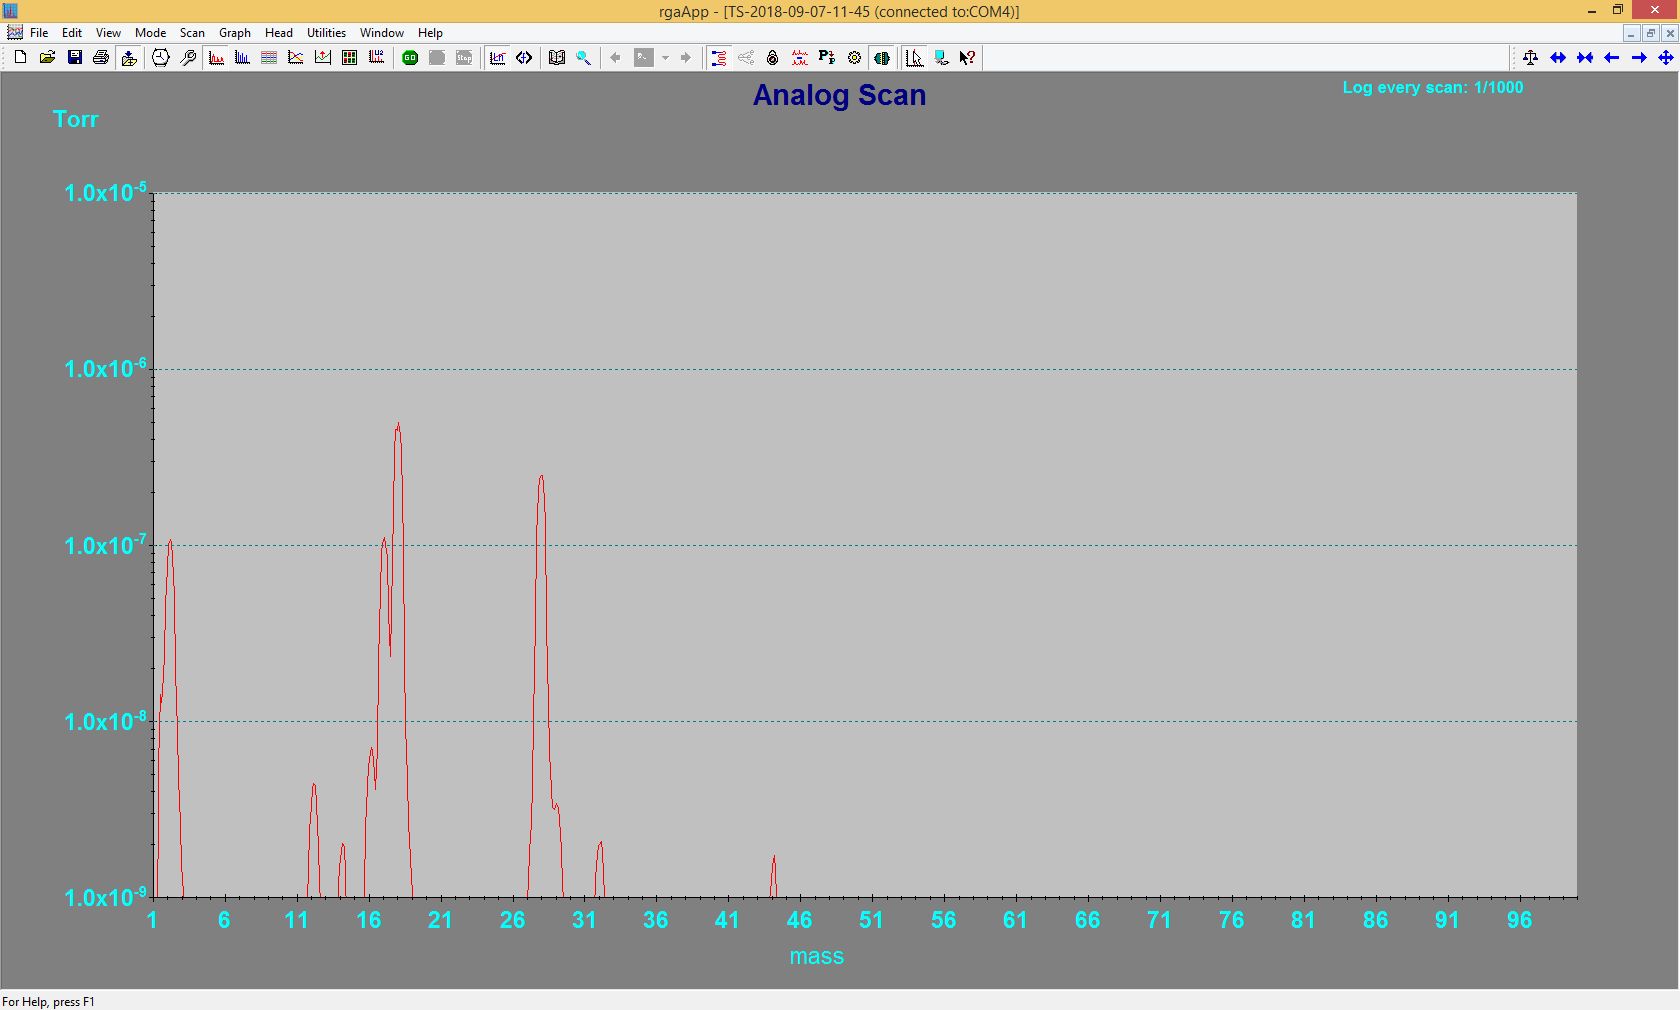 rgaApp - [TS-2018-09-07-11-45 (connected to:COM4)]
File Edit View Mode Scan Graph Head Utilities Window Help
GO Stop
Analog Scan
Log every scan: 1/1000
Torr
1.0x10-5
1.0x10-6
1.0x10-7
1.0x10-8
1.0x10-9
1 6 11 16 21 26 31 36 41 46 51 56 61 66 71 76 81 86 91 96
mass
For Help, press F1